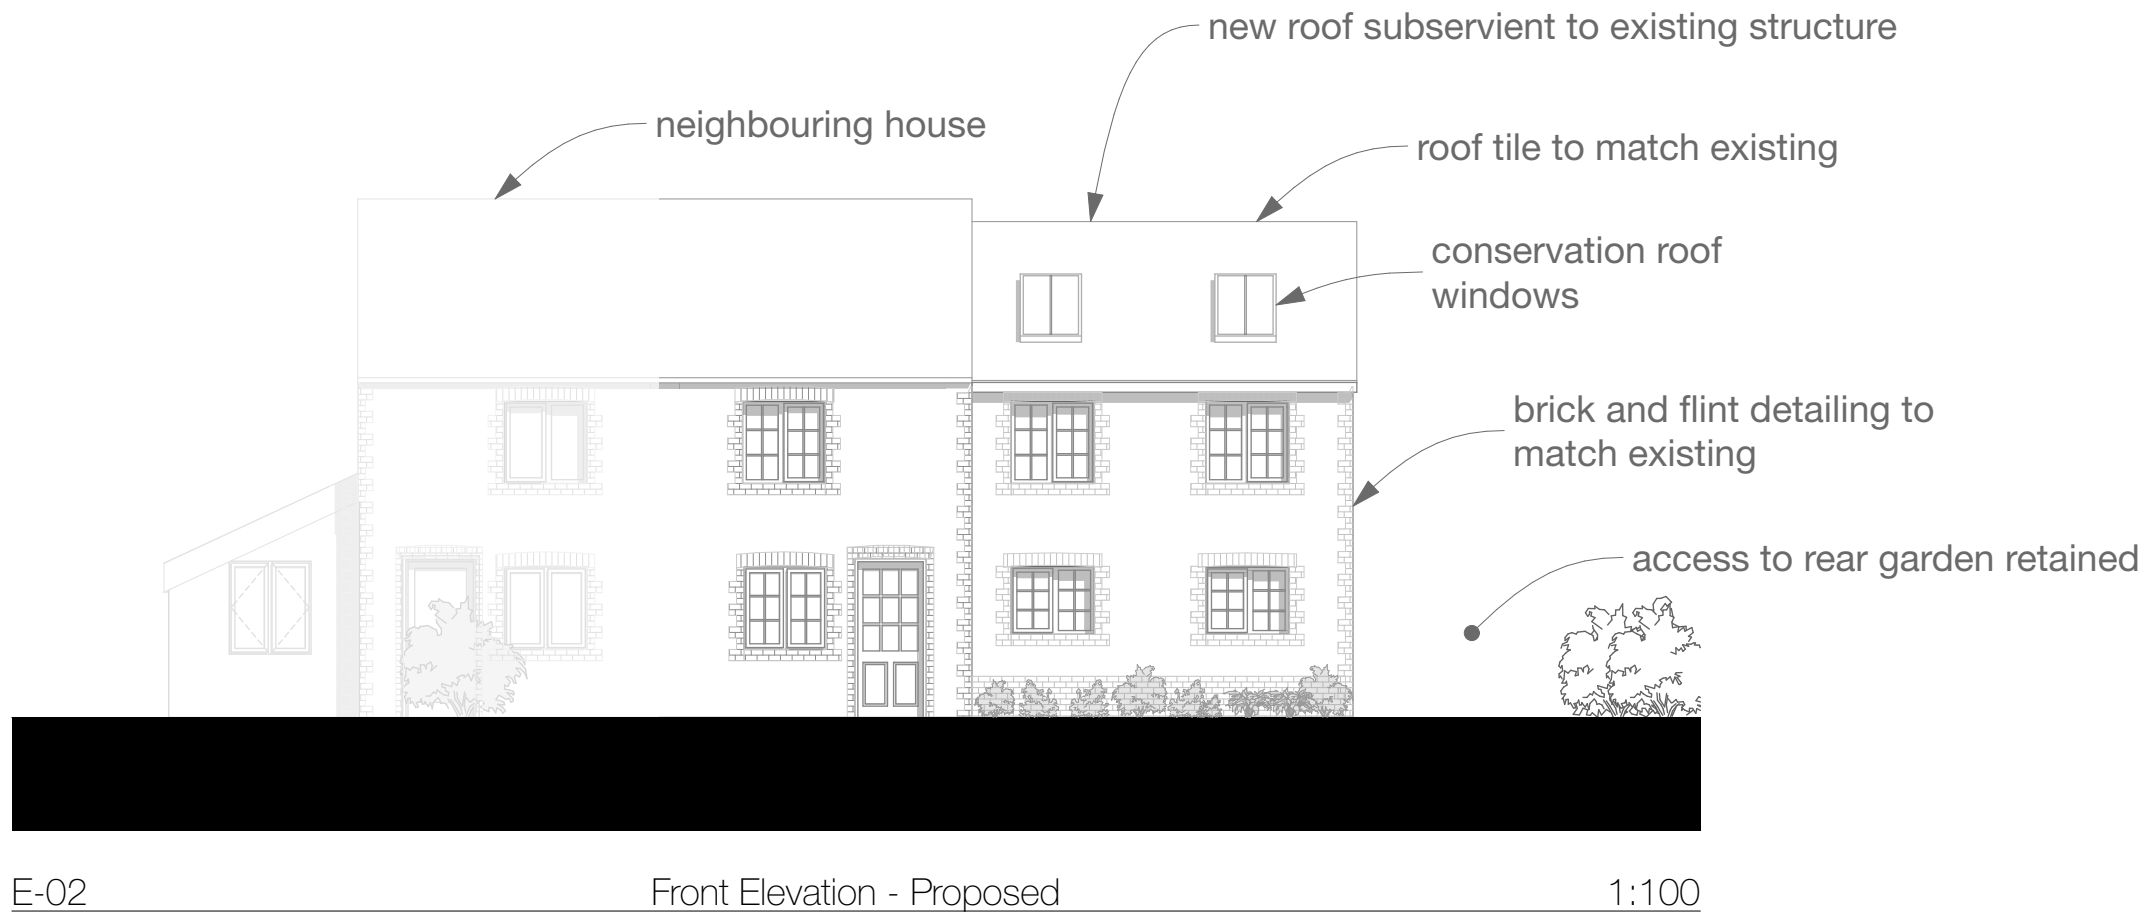 new roof subservient to existing structure
neighbouring house
roof tile to match existing
conservation roof
windows
brick and flint detailing to
match existing
access to rear garden retained
E-02
Front Elevation - Proposed
1:100